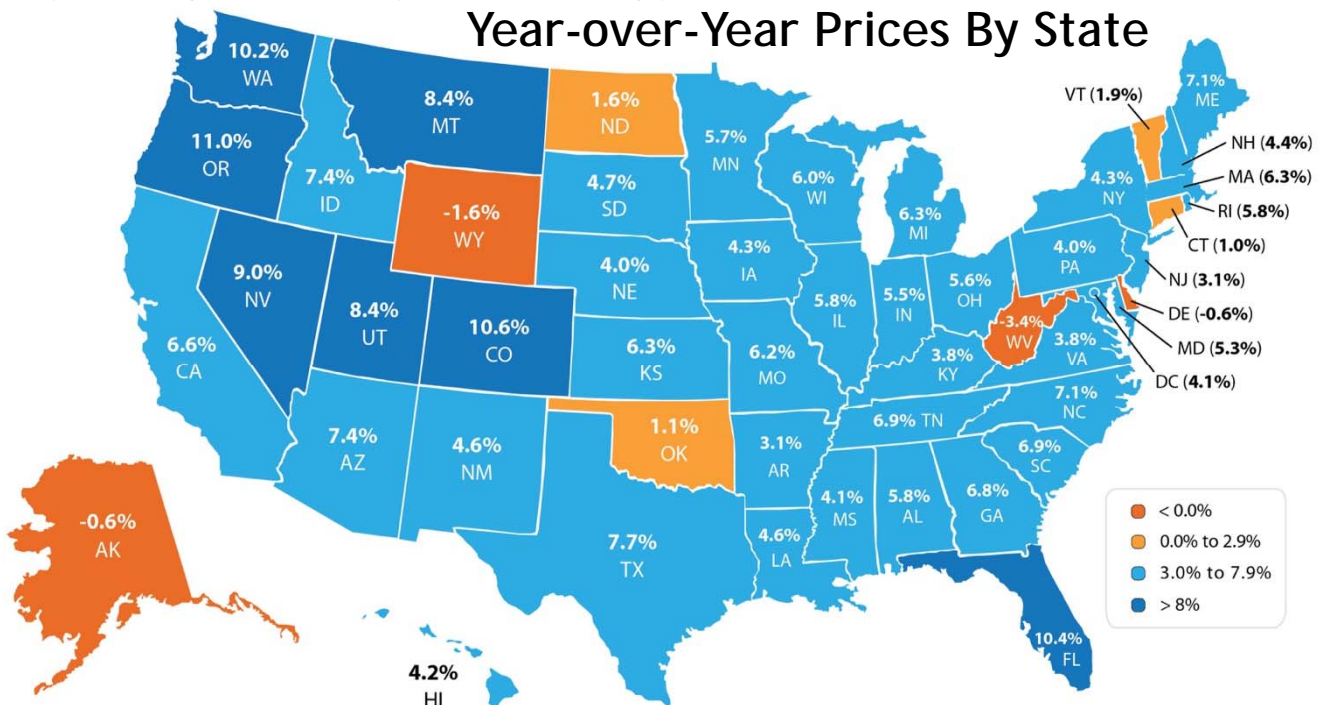 Year-over-Year Prices By State
10.2%
WA
11.0%
OR
7.4%
ID
8.4%
MT
-1.6%
WY
1.6%
ND
4.7%
SD
4.0%
NE
6.3%
KS
5.7%
MN
4.3%
IA
6.2%
MO
6.0%
WI
6.3%
MI
5.8%
IL
5.5%
IN
5.6%
OH
3.8%
KY
-3.4%
WV
3.8%
VA
4.0%
PA
4.3%
NY
7.1%
ME
VT (1.9%)
NH (4.4%)
MA (6.3%)
RI (5.8%)
CT (1.0%)
NJ (3.1%)
DE (-0.6%)
MD (5.3%)
DC (4.1%)
9.0%
NV
8.4%
UT
10.6%
CO
6.6%
CA
7.4%
AZ
4.6%
NM
1.1%
OK
7.7%
TX
3.1%
AR
4.6%
LA
4.1%
MS
5.8%
AL
6.8%
GA
6.9% TN
7.1%
NC
6.9%
SC
10.4%
FL
-0.6%
AK
4.2%
HI
< 0.0%
0.0% to 2.9%
3.0% to 7.9%
> 8%